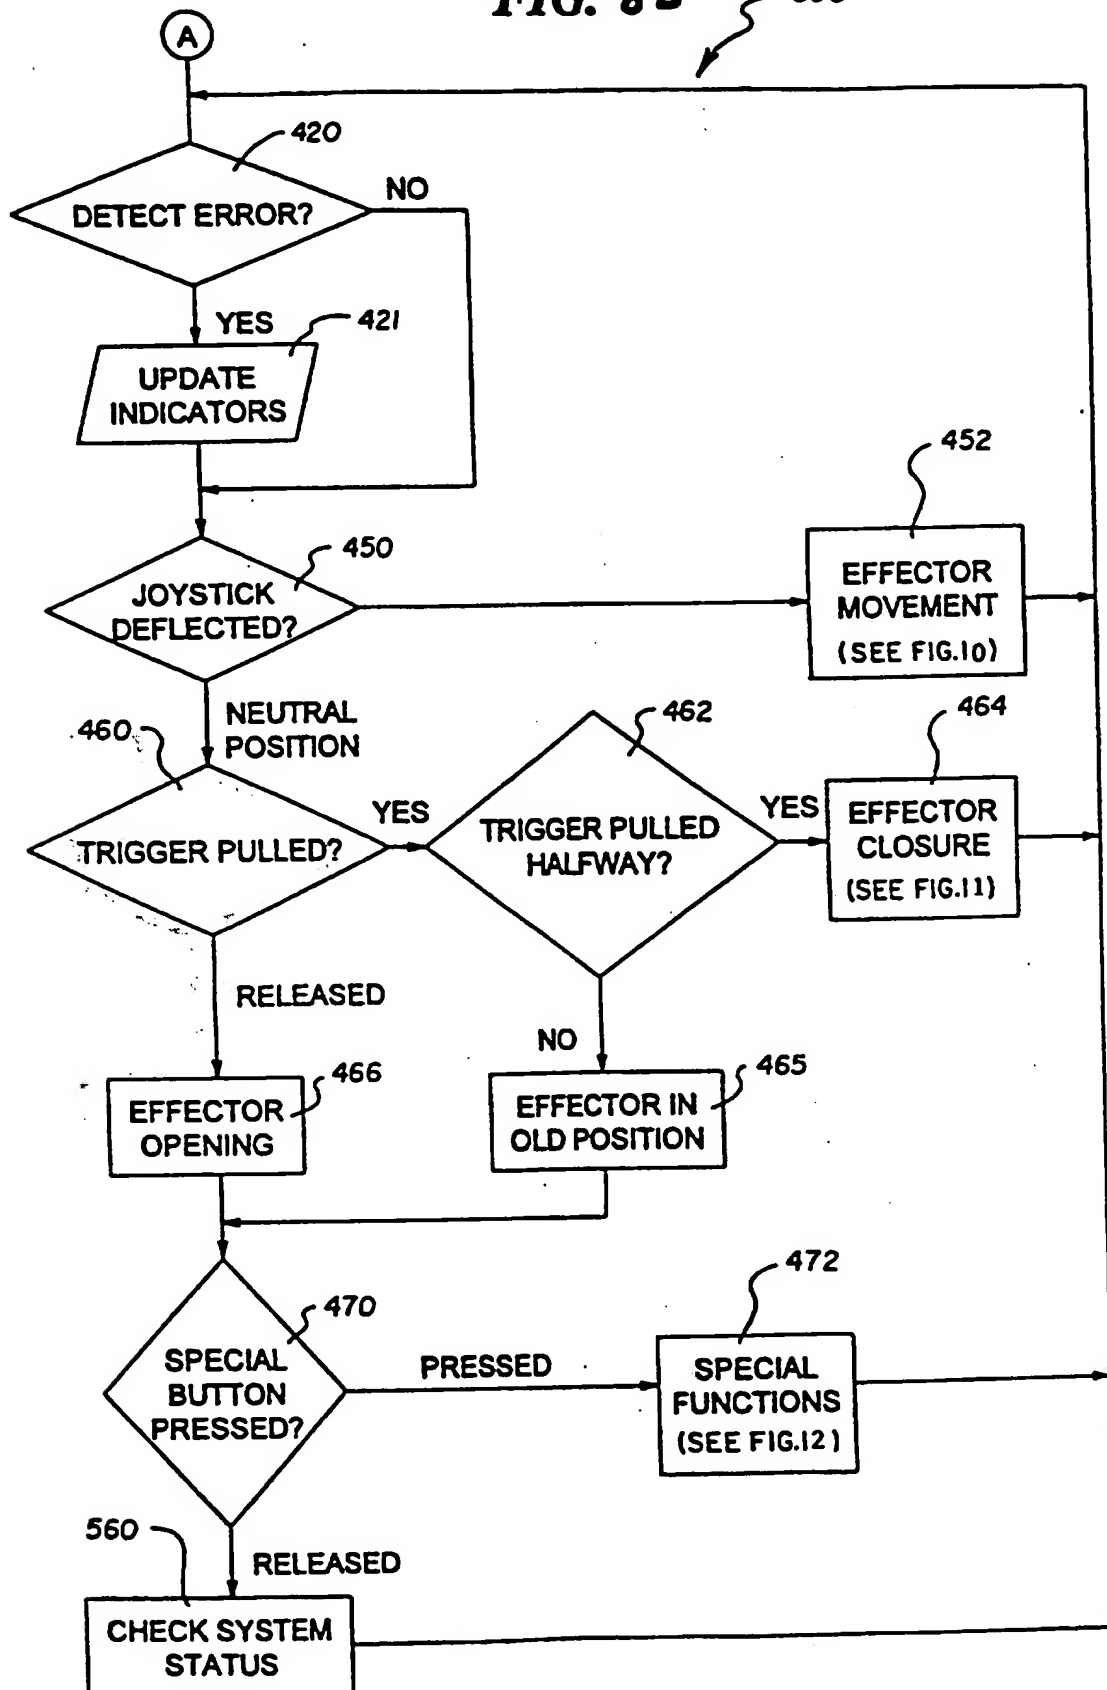 FIG.
A
420
DETECT ERROR?
NO
YES
421
UPDATE
INDICATORS
450
JOYSTICK
DEFLECTED?
452
EFFECTOR
MOVEMENT
(SEE FIG.10)
NEUTRAL
POSITION
460
TRIGGER PULLED?
YES
462
TRIGGER PULLED
HALFWAY?
YES
464
EFFECTOR
CLOSURE
(SEE FIG.11)
RELEASED
NO
466
EFFECTOR
OPENING
465
EFFECTOR IN
OLD POSITION
470
SPECIAL
BUTTON
PRESSED?
PRESSED
472
SPECIAL
FUNCTIONS
(SEE FIG.12)
RELEASED
560
CHECK SYSTEM
STATUS